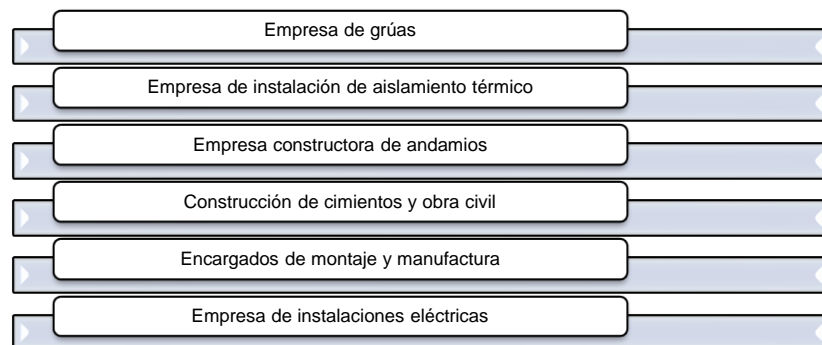 Empresa de grúas
Empresa de instalación de aislamiento térmico
Empresa constructora de andamios
Construcción de cimientos y obra civil
Encargados de montaje y manufactura
Empresa de instalaciones eléctricas